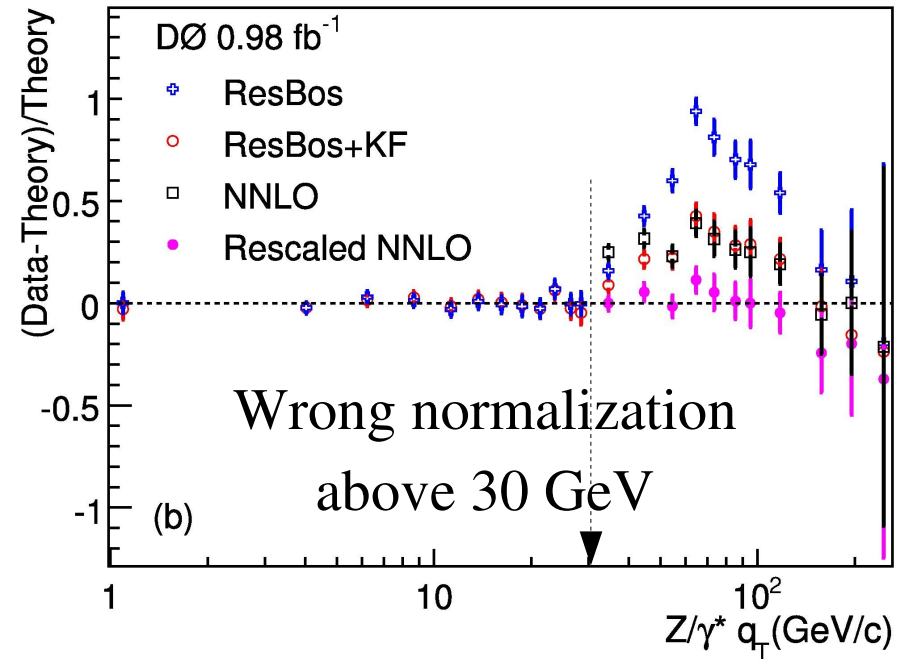 DØ 0.98 fb⁻¹
ResBos
ResBos+KF
NNLO
Rescaled NNLO
(Data-Theory)/Theory
1
0.5
0
-0.5
-1
Wrong normalization
above 30 GeV
(b)
1 10 10²
Z/γ* q_T(GeV/c)